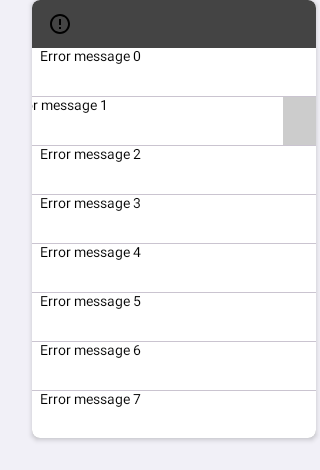 Error message 0
r message 1
Error message 2
Error message 3
Error message 4
Error message 5
Error message 6
Error message 7